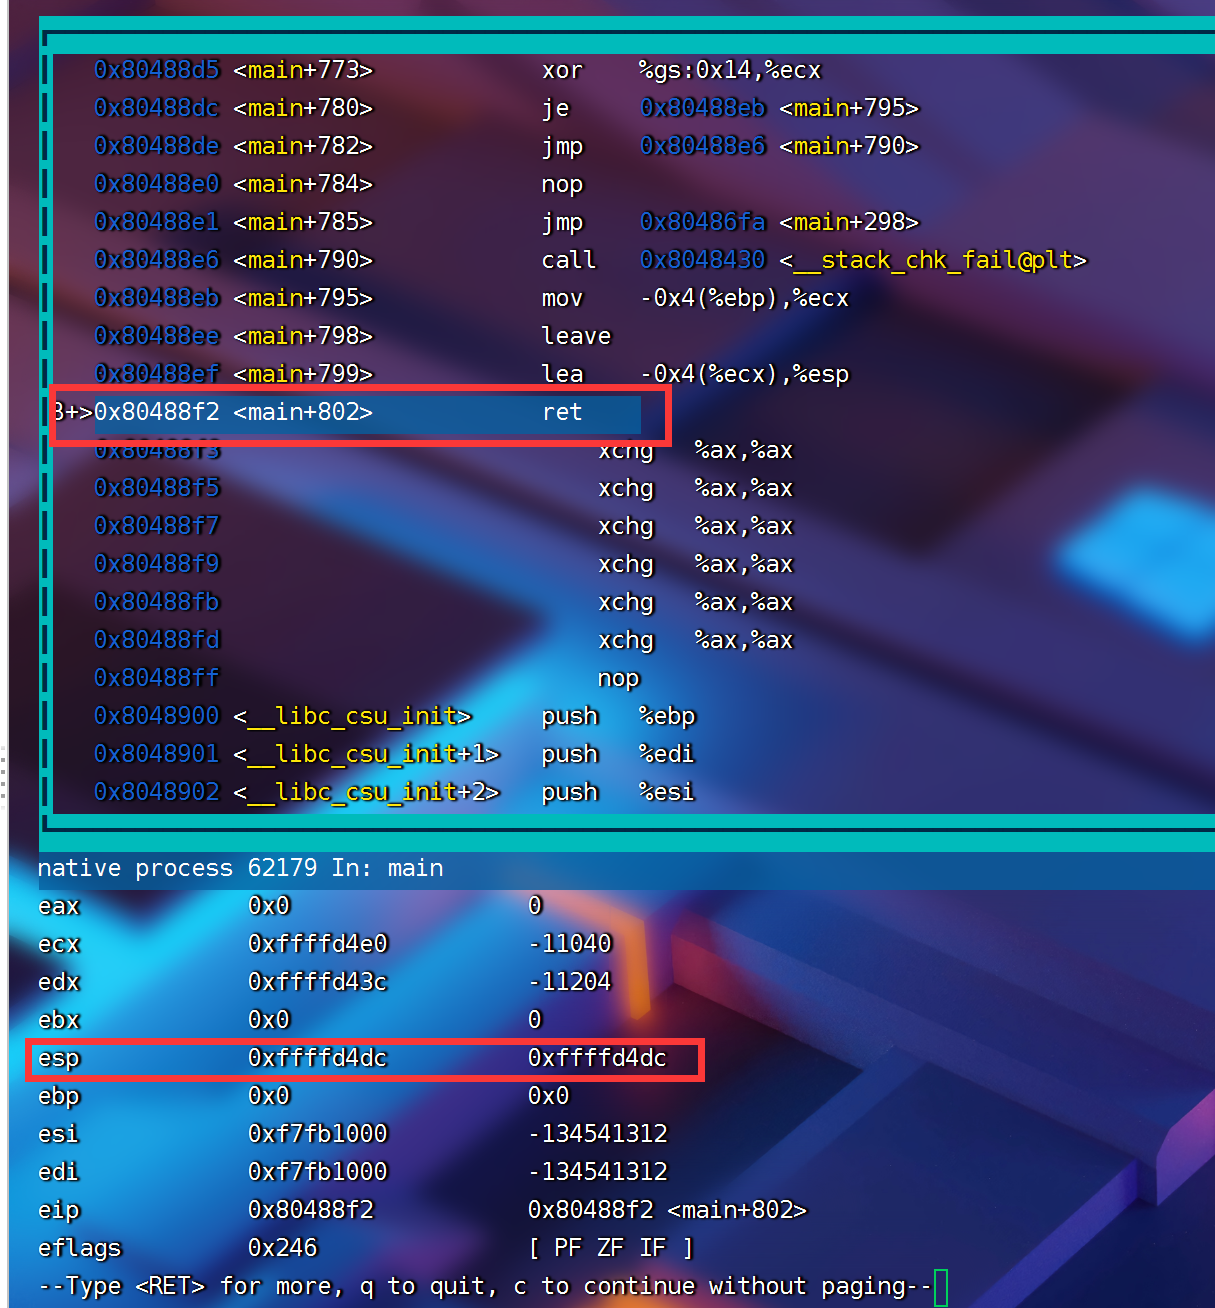 0x80488d5 <main+773> xor %gs:0x14,%ecx
0x80488dc <main+780> je 0x80488eb <main+795>
0x80488de <main+782> jmp 0x80488e6 <main+790>
0x80488e0 <main+784> nop
0x80488e1 <main+785> jmp 0x80486fa <main+298>
0x80488e6 <main+790> call 0x8048430 <__stack_chk_fail@plt>
0x80488eb <main+795> mov -0x4(%ebp),%ecx
0x80488ee <main+798> leave
0x80488ef <main+799> lea -0x4(%ecx),%esp
B+>0x80488f2 <main+802> ret
0x80488f3 xchg %ax,%ax
0x80488f5 xchg %ax,%ax
0x80488f7 xchg %ax,%ax
0x80488f9 xchg %ax,%ax
0x80488fb xchg %ax,%ax
0x80488fd xchg %ax,%ax
0x80488ff nop
0x8048900 <__libc_csu_init> push %ebp
0x8048901 <__libc_csu_init+1> push %edi
0x8048902 <__libc_csu_init+2> push %esi
native process 62179 In: main
eax 0x0 0
ecx 0xffffd4e0 -11040
edx 0xffffd43c -11204
ebx 0x0 0
esp 0xffffd4dc 0xffffd4dc
ebp 0x0 0x0
esi 0xf7fb1000 -134541312
edi 0xf7fb1000 -134541312
eip 0x80488f2 0x80488f2 <main+802>
eflags 0x246 [ PF ZF IF ]
--Type <RET> for more, q to quit, c to continue without paging--